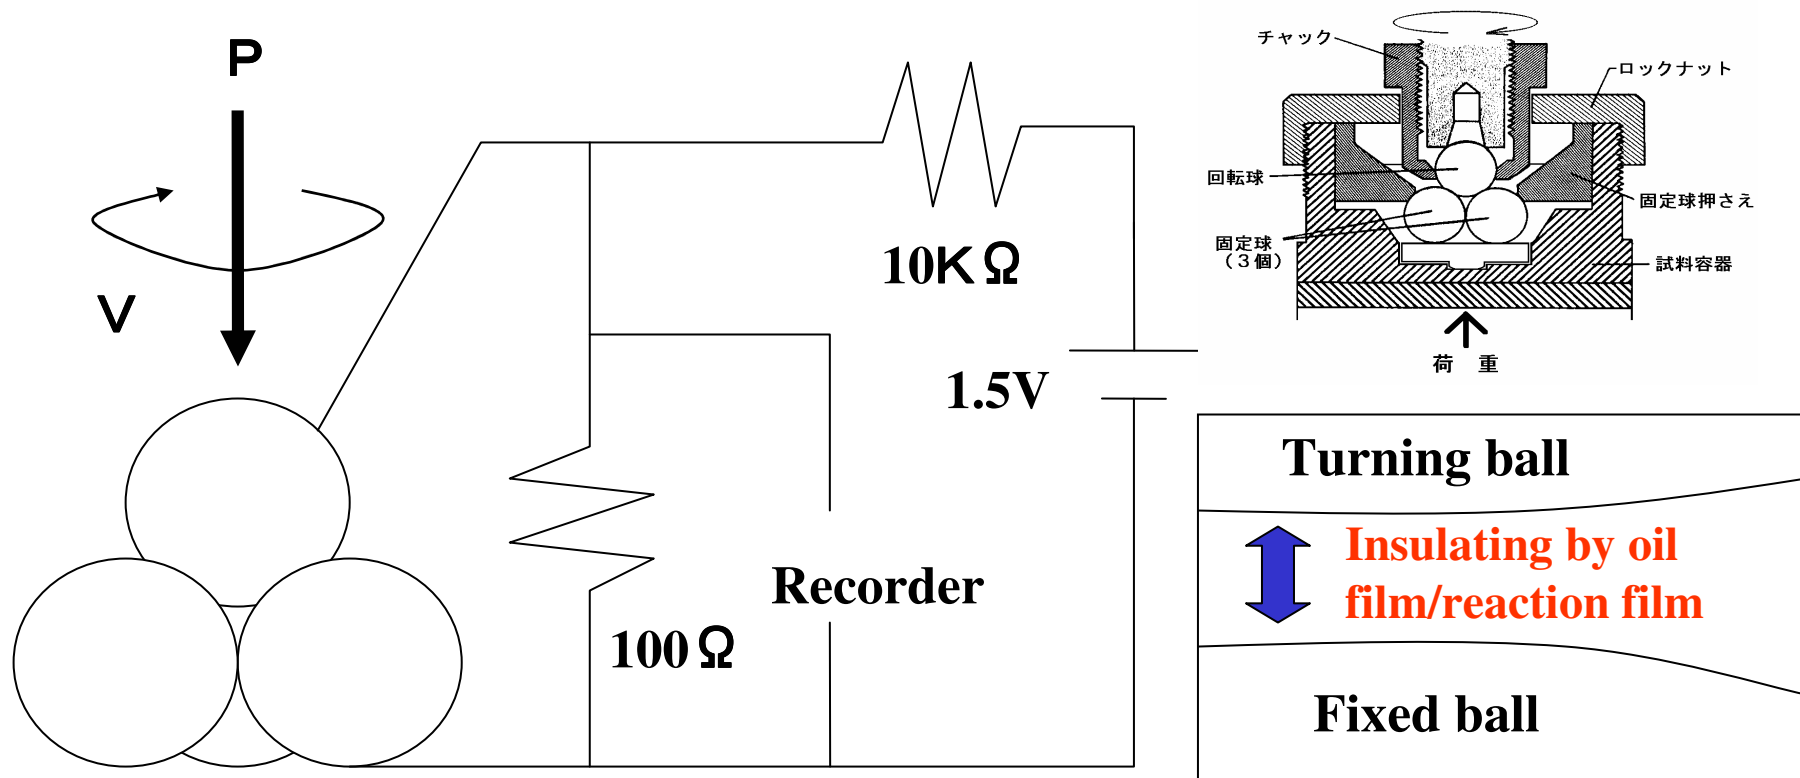 P
V
10KΩ
1.5V
100Ω
Recorder
チャック
ロックナット
回転球
固定球押さえ
固定球
(3個)
試料容器
荷 重
Turning ball
Insulating by oil
film/reaction film
Fixed ball